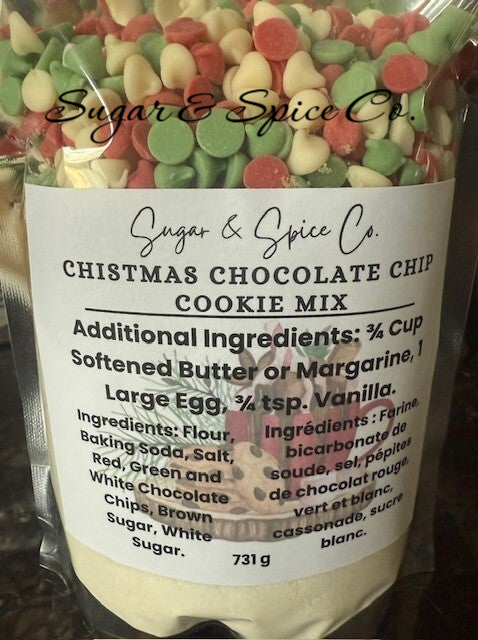 Sugar & Spice Co.
Sugar & Spice Co.
CHISTMAS CHOCOLATE CHIP
COOKIE MIX
Additional Ingredients: ¾ Cup
Softened Butter or Margarine, 1
Large Egg, ¾ tsp. Vanilla.
Ingredients: Flour,
Baking Soda, Salt,
Red, Green and
White Chocolate
Chips, Brown
Sugar, White
Sugar.
Ingrédients : Farine,
bicarbonate de
soude, sel, pépites
de chocolat rouge,
vert et blanc,
cassonade, sucre
blanc.
731 g